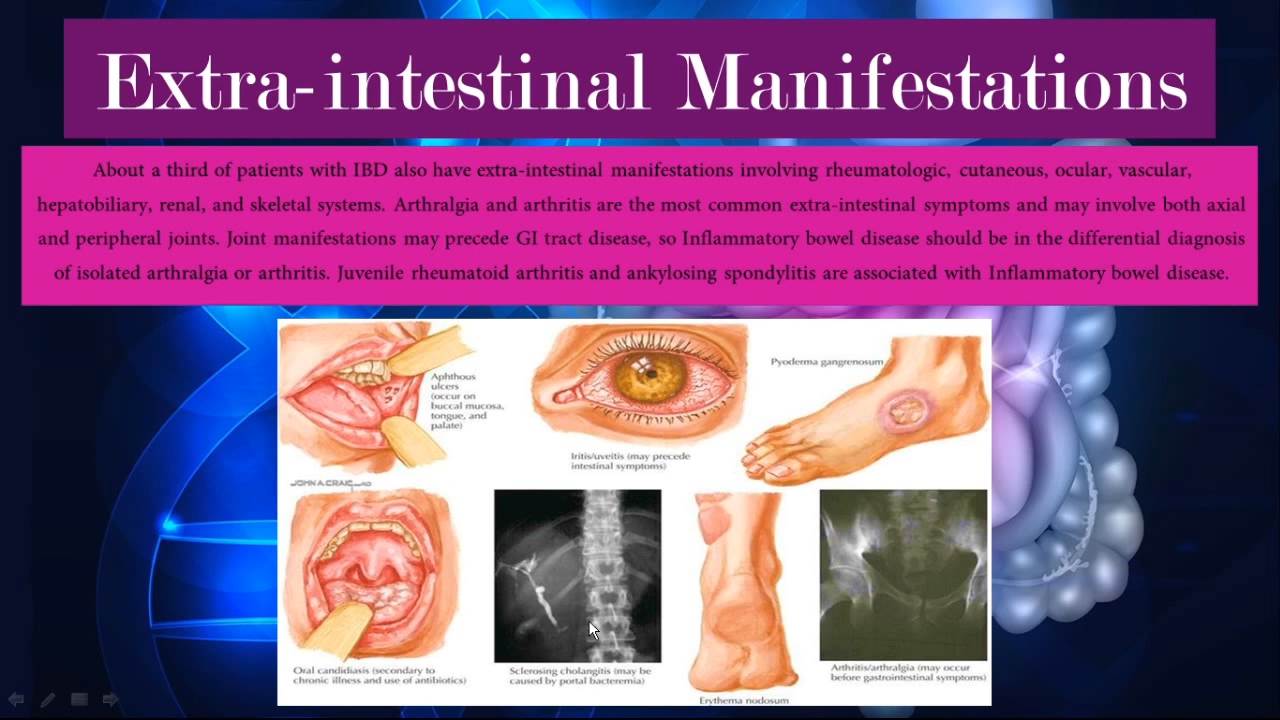 Extra-intestinal Manifestations
About a third of patients with IBD also have extra-intestinal manifestations involving rheumatologic, cutaneous, ocular, vascular,
hepatobiliary, renal, and skeletal systems. Arthralgia and arthritis are the most common extra-intestinal symptoms and may involve both axial
and peripheral joints. Joint manifestations may precede GI tract disease, so Inflammatory bowel disease should be in the differential diagnosis
of isolated arthralgia or arthritis. Juvenile rheumatoid arthritis and ankylosing spondylitis are associated with Inflammatory bowel disease.
Aphthous
ulcers
(occur on
buccal mucosa,
tongue, and
palate)
Iritis/uveitis (may precede
intestinal symptoms)
Pyoderma gangrenosum
JOHN A. CRAIG AD
Oral candidiasis (secondary to
chronic illness and use of antibiotics)
Sclerosing cholangitis (may be
caused by portal bacteremia)
Erythema nodosum
Arthritis/arthralgia (may occur
before gastrointestinal symptoms)